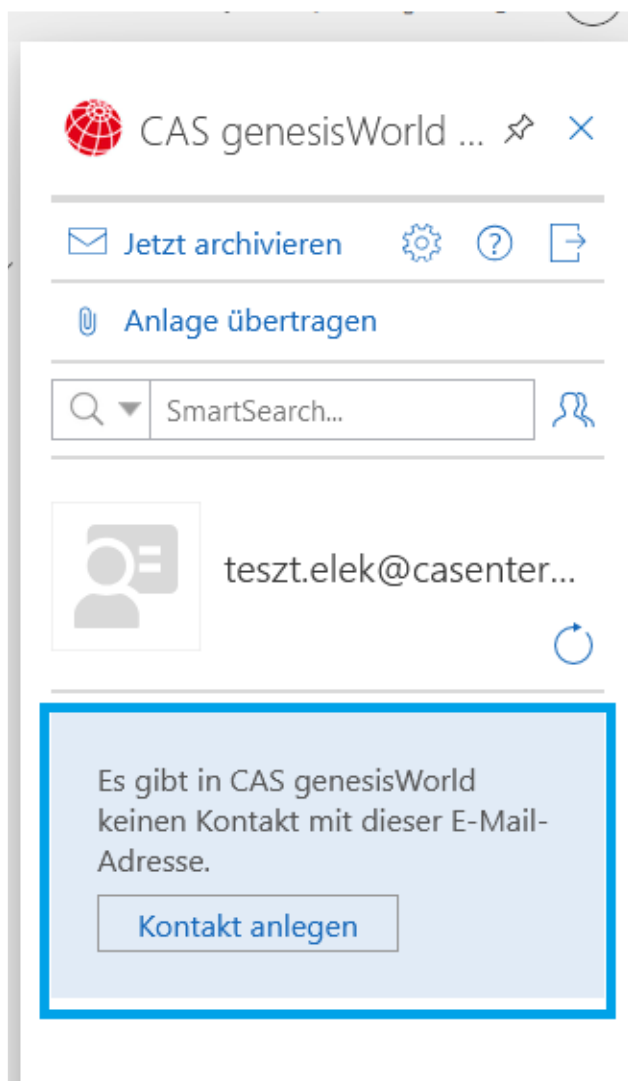 CAS genesisWorld ...
Jetzt archivieren
Anlage übertragen
SmartSearch...
teszt.elek@casenter...
Es gibt in CAS genesisWorld
keinen Kontakt mit dieser E-Mail-
Adresse.
Kontakt anlegen